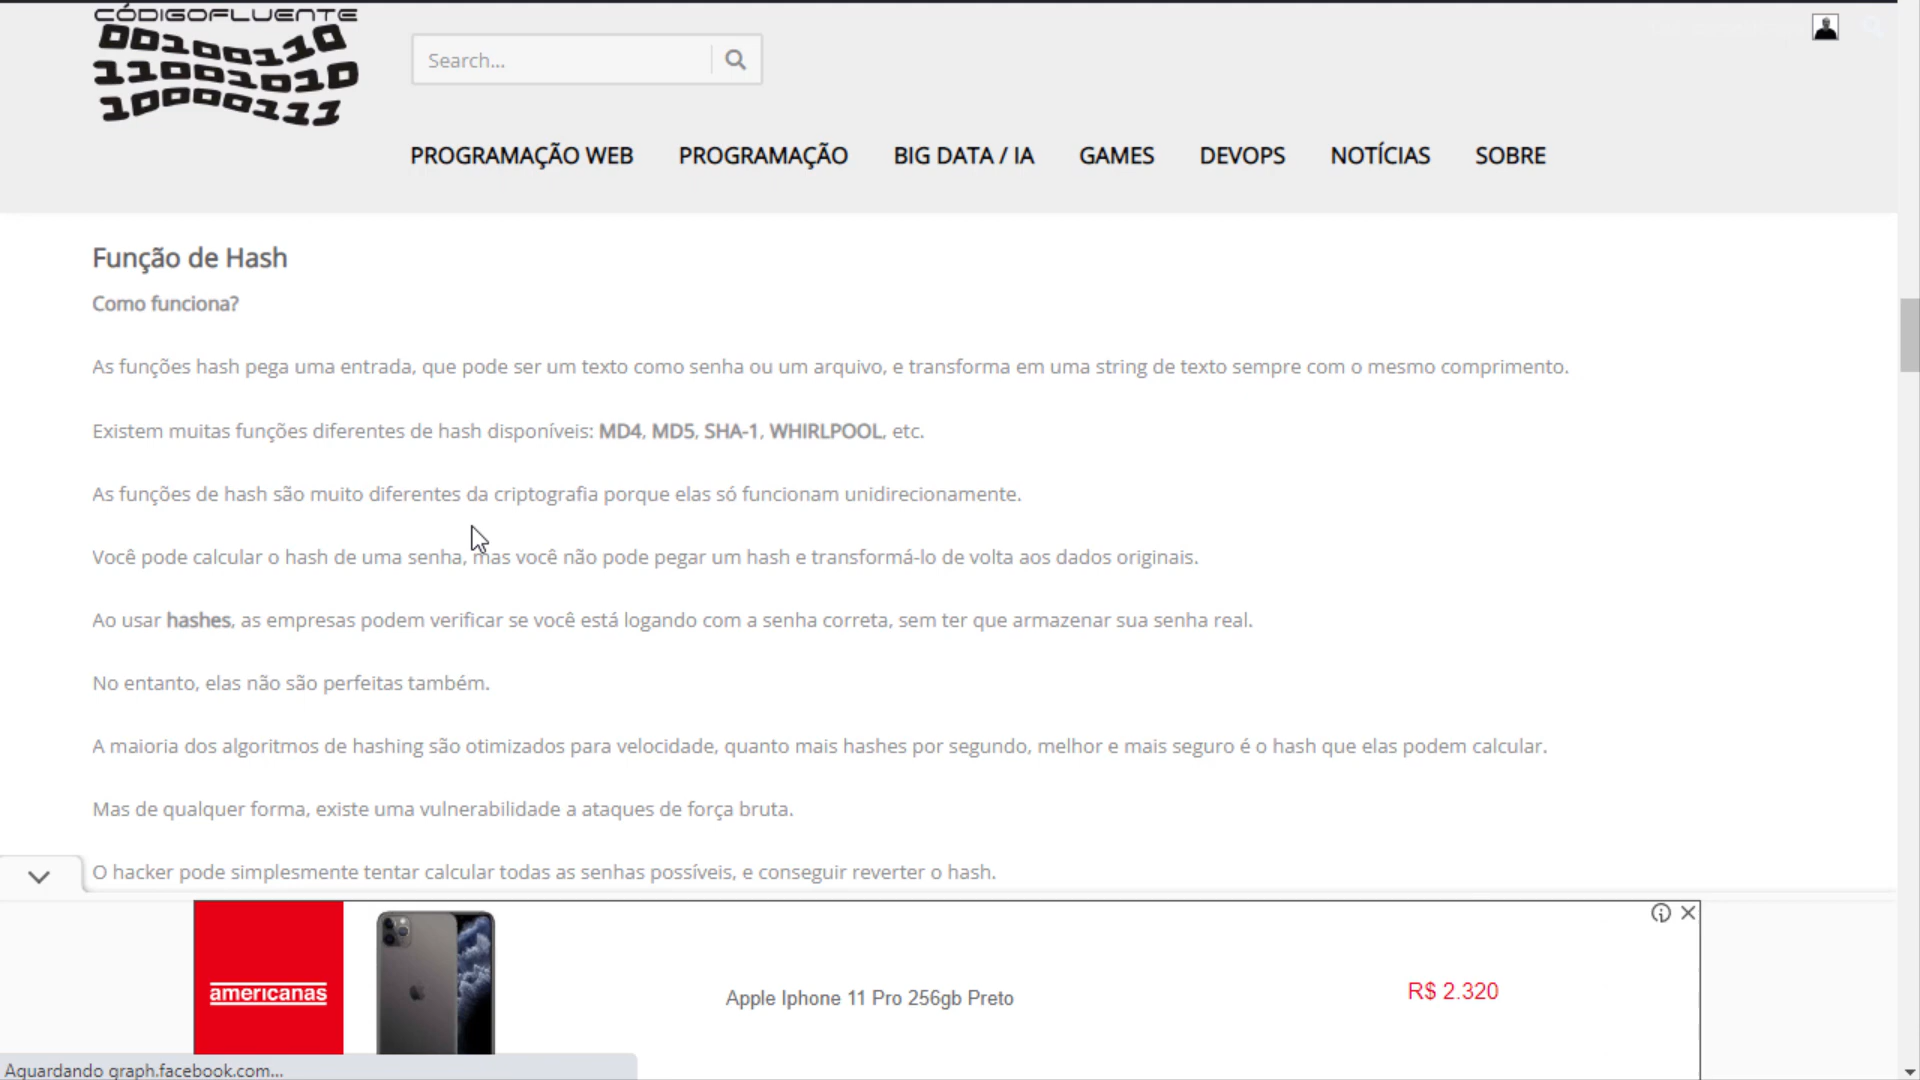 CÓDIGOFLUENTE
00100110
11001010
10000111
Search...
PROGRAMAÇÃO WEB PROGRAMAÇÃO BIG DATA / IA GAMES DEVOPS NOTÍCIAS SOBRE
Função de Hash
Como funciona?
As funções hash pega uma entrada, que pode ser um texto como senha ou um arquivo, e transforma em uma string de texto sempre com o mesmo comprimento.
Existem muitas funções diferentes de hash disponíveis: MD4, MD5, SHA-1, WHIRLPOOL, etc.
As funções de hash são muito diferentes da criptografia porque elas só funcionam unidirecionamente.
Você pode calcular o hash de uma senha, mas você não pode pegar um hash e transformá-lo de volta aos dados originais.
Ao usar hashes, as empresas podem verificar se você está logando com a senha correta, sem ter que armazenar sua senha real.
No entanto, elas não são perfeitas também.
A maioria dos algoritmos de hashing são otimizados para velocidade, quanto mais hashes por segundo, melhor e mais seguro é o hash que elas podem calcular.
Mas de qualquer forma, existe uma vulnerabilidade a ataques de força bruta.
O hacker pode simplesmente tentar calcular todas as senhas possíveis, e conseguir reverter o hash.
americanas
Apple Iphone 11 Pro 256gb Preto
R$ 2.320
Aguardando graph.facebook.com...